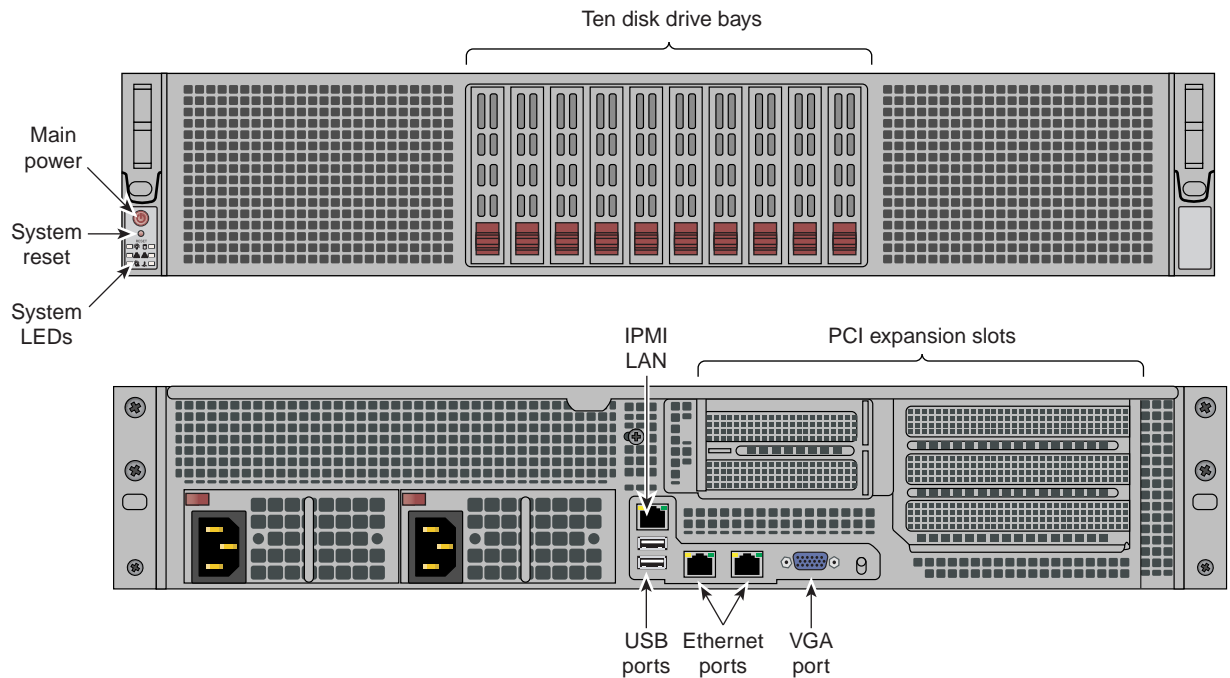 Ten disk drive bays
Main
power
System
reset
RESET
System
LEDs
IPMI
LAN
PCI expansion slots
USB
ports
Ethernet
ports
VGA
port